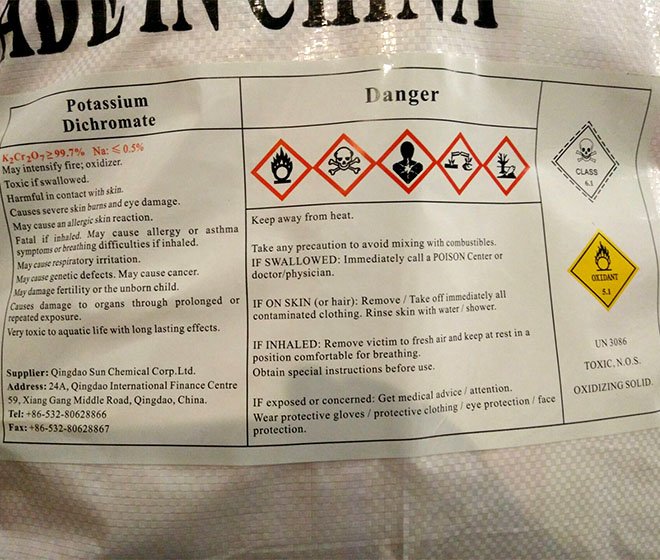 MADE IN CHINA
Potassium
Dichromate
K₂Cr₂O₇≥99.7% Na: ≤0.5%
May intensify fire; oxidizer.
Toxic if swallowed.
Harmful in contact with skin.
Causes severe skin burns and eye damage.
May cause an allergic skin reaction.
Fatal if inhaled. May cause allergy or asthma
symptoms or breathing difficulties if inhaled.
May cause respiratory irritation.
May cause genetic defects. May cause cancer.
May damage fertility or the unborn child.
Causes damage to organs through prolonged or
repeated exposure.
Very toxic to aquatic life with long lasting effects.
Supplier: Qingdao Sun Chemical Corp.Ltd.
Address: 24A, Qingdao International Finance Centre
59, Xiang Gang Middle Road, Qingdao, China.
Tel: +86-532-80628866
Fax: +86-532-80628867
Danger
Keep away from heat.
Take any precaution to avoid mixing with combustibles.
IF SWALLOWED: Immediately call a POISON Center or
doctor/physician.
IF ON SKIN (or hair): Remove / Take off immediately all
contaminated clothing. Rinse skin with water / shower.
IF INHALED: Remove victim to fresh air and keep at rest in a
position comfortable for breathing.
Obtain special instructions before use.
IF exposed or concerned: Get medical advice / attention.
Wear protective gloves / protective clothing / eye protection / face
protection.
CLASS
6.1
OXIDANT
5.1
UN 3086
TOXIC, N.O.S.
OXIDIZING SOLID.